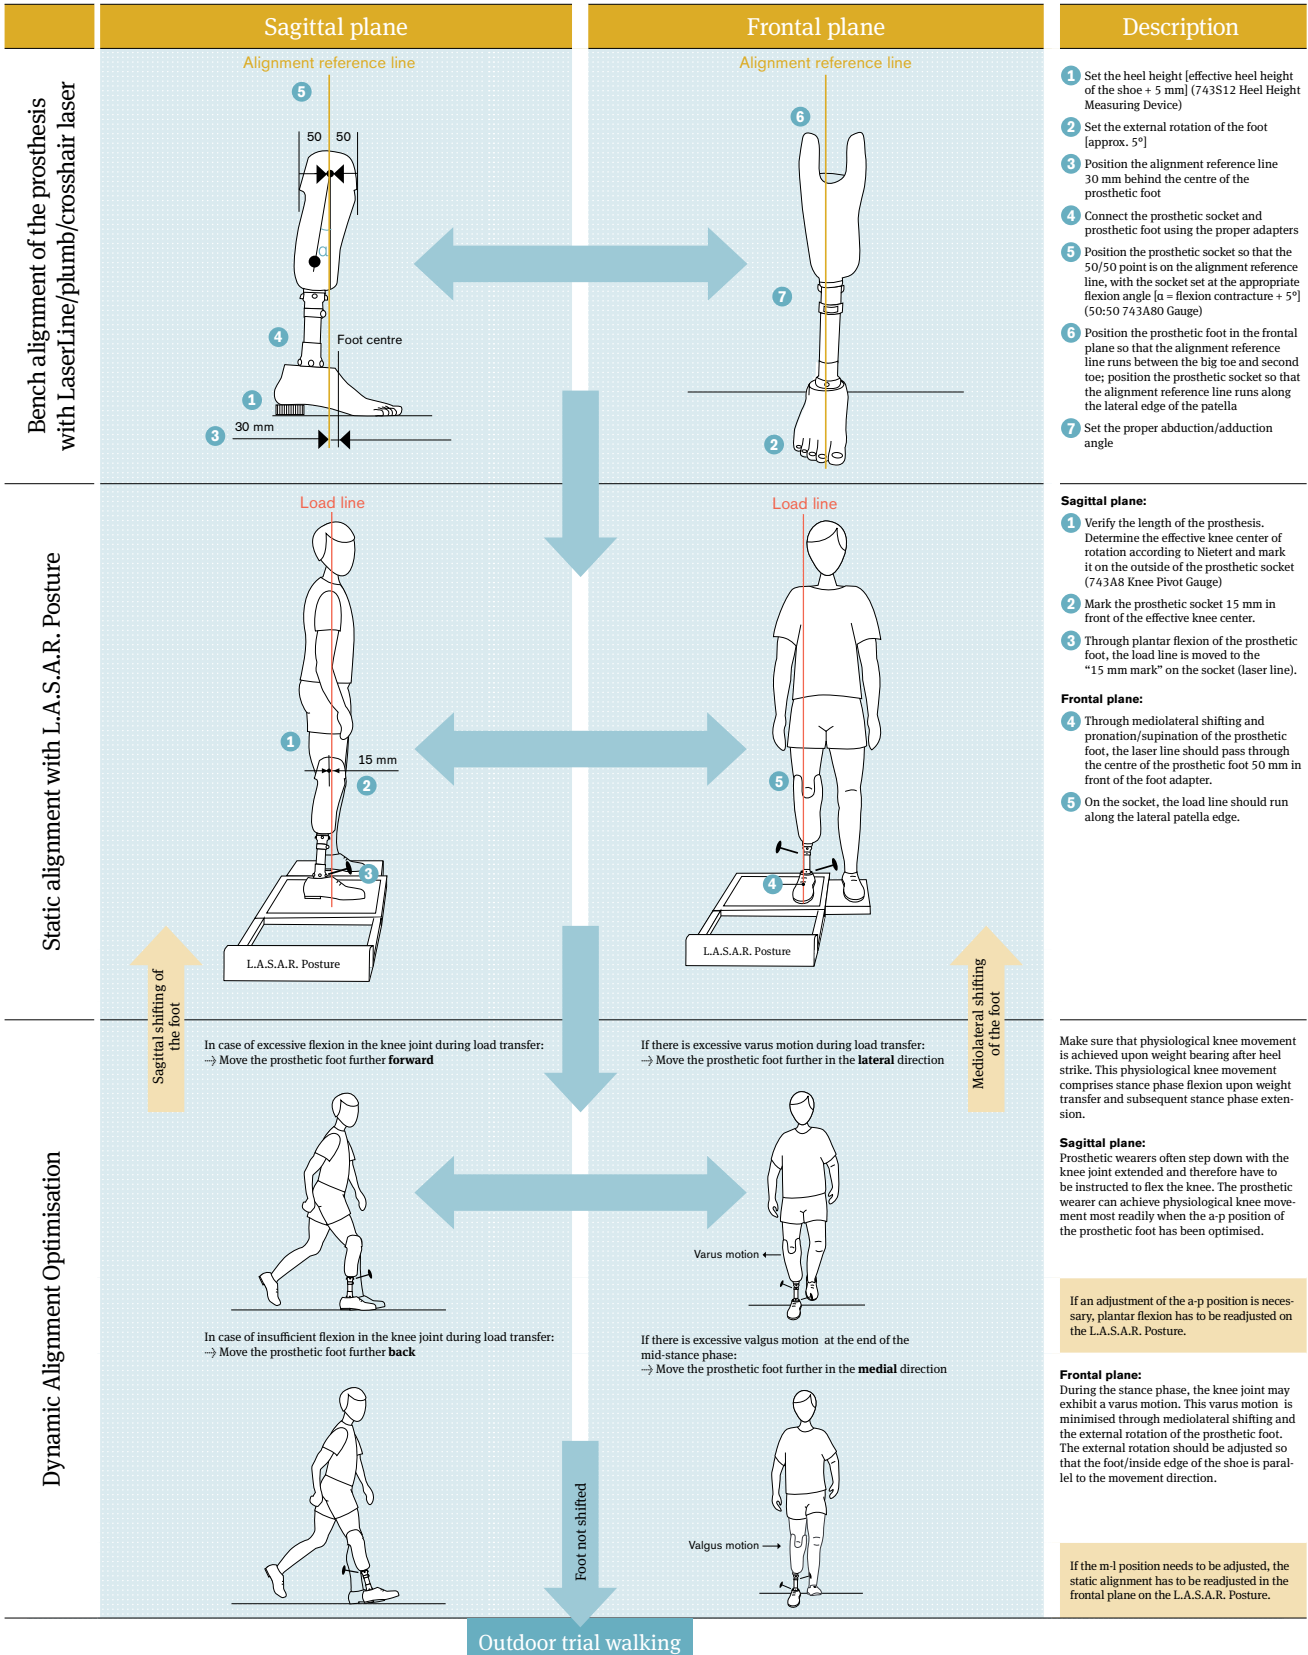 Sagittal plane
Frontal plane
Description
Bench alignment of the prosthesis
with LaserLine/plumb/crosshair laser
Alignment reference line
5
50
50
α
4
Foot centre
1
3
30 mm
Alignment reference line
6
7
2
1 Set the heel height [effective heel height
of the shoe + 5 mm] (743S12 Heel Height
Measuring Device)
2 Set the external rotation of the foot
[approx. 5°]
3 Position the alignment reference line
30 mm behind the centre of the
prosthetic foot
4 Connect the prosthetic socket and
prosthetic foot using the proper adapters
5 Position the prosthetic socket so that the
50/50 point is on the alignment reference
line, with the socket set at the appropriate
flexion angle [α = flexion contracture + 5°]
(50:50 743A80 Gauge)
6 Position the prosthetic foot in the frontal
plane so that the alignment reference
line runs between the big toe and second
toe; position the prosthetic socket so that
the alignment reference line runs along
the lateral edge of the patella
7 Set the proper abduction/adduction
angle
Static alignment with L.A.S.A.R. Posture
Load line
1
15 mm
2
3
L.A.S.A.R. Posture
Load line
5
4
L.A.S.A.R. Posture
Sagittal plane:
1 Verify the length of the prosthesis.
Determine the effective knee center of
rotation according to Nietert and mark
it on the outside of the prosthetic socket
(743A8 Knee Pivot Gauge)
2 Mark the prosthetic socket 15 mm in
front of the effective knee center.
3 Through plantar flexion of the prosthetic
foot, the load line is moved to the
“15 mm mark” on the socket (laser line).
Frontal plane:
4 Through mediolateral shifting and
pronation/supination of the prosthetic
foot, the laser line should pass through
the centre of the prosthetic foot 50 mm in
front of the foot adapter.
5 On the socket, the load line should run
along the lateral patella edge.
Sagittal shifting of
the foot
Mediolateral shifting
of the foot
Dynamic Alignment Optimisation
In case of excessive flexion in the knee joint during load transfer:
⤑ Move the prosthetic foot further forward
In case of insufficient flexion in the knee joint during load transfer:
⤑ Move the prosthetic foot further back
If there is excessive varus motion during load transfer:
⤑ Move the prosthetic foot further in the lateral direction
Varus motion
If there is excessive valgus motion at the end of the
mid-stance phase:
⤑ Move the prosthetic foot further in the medial direction
Valgus motion
Foot not shifted
Make sure that physiological knee movement
is achieved upon weight bearing after heel
strike. This physiological knee movement
comprises stance phase flexion upon weight
transfer and subsequent stance phase exten-
sion.
Sagittal plane:
Prosthetic wearers often step down with the
knee joint extended and therefore have to
be instructed to flex the knee. The prosthetic
wearer can achieve physiological knee move-
ment most readily when the a-p position of
the prosthetic foot has been optimised.
If an adjustment of the a-p position is neces-
sary, plantar flexion has to be readjusted on
the L.A.S.A.R. Posture.
Frontal plane:
During the stance phase, the knee joint may
exhibit a varus motion. This varus motion is
minimised through mediolateral shifting and
the external rotation of the prosthetic foot.
The external rotation should be adjusted so
that the foot/inside edge of the shoe is paral-
lel to the movement direction.
If the m-l position needs to be adjusted, the
static alignment has to be readjusted in the
frontal plane on the L.A.S.A.R. Posture.
Outdoor trial walking